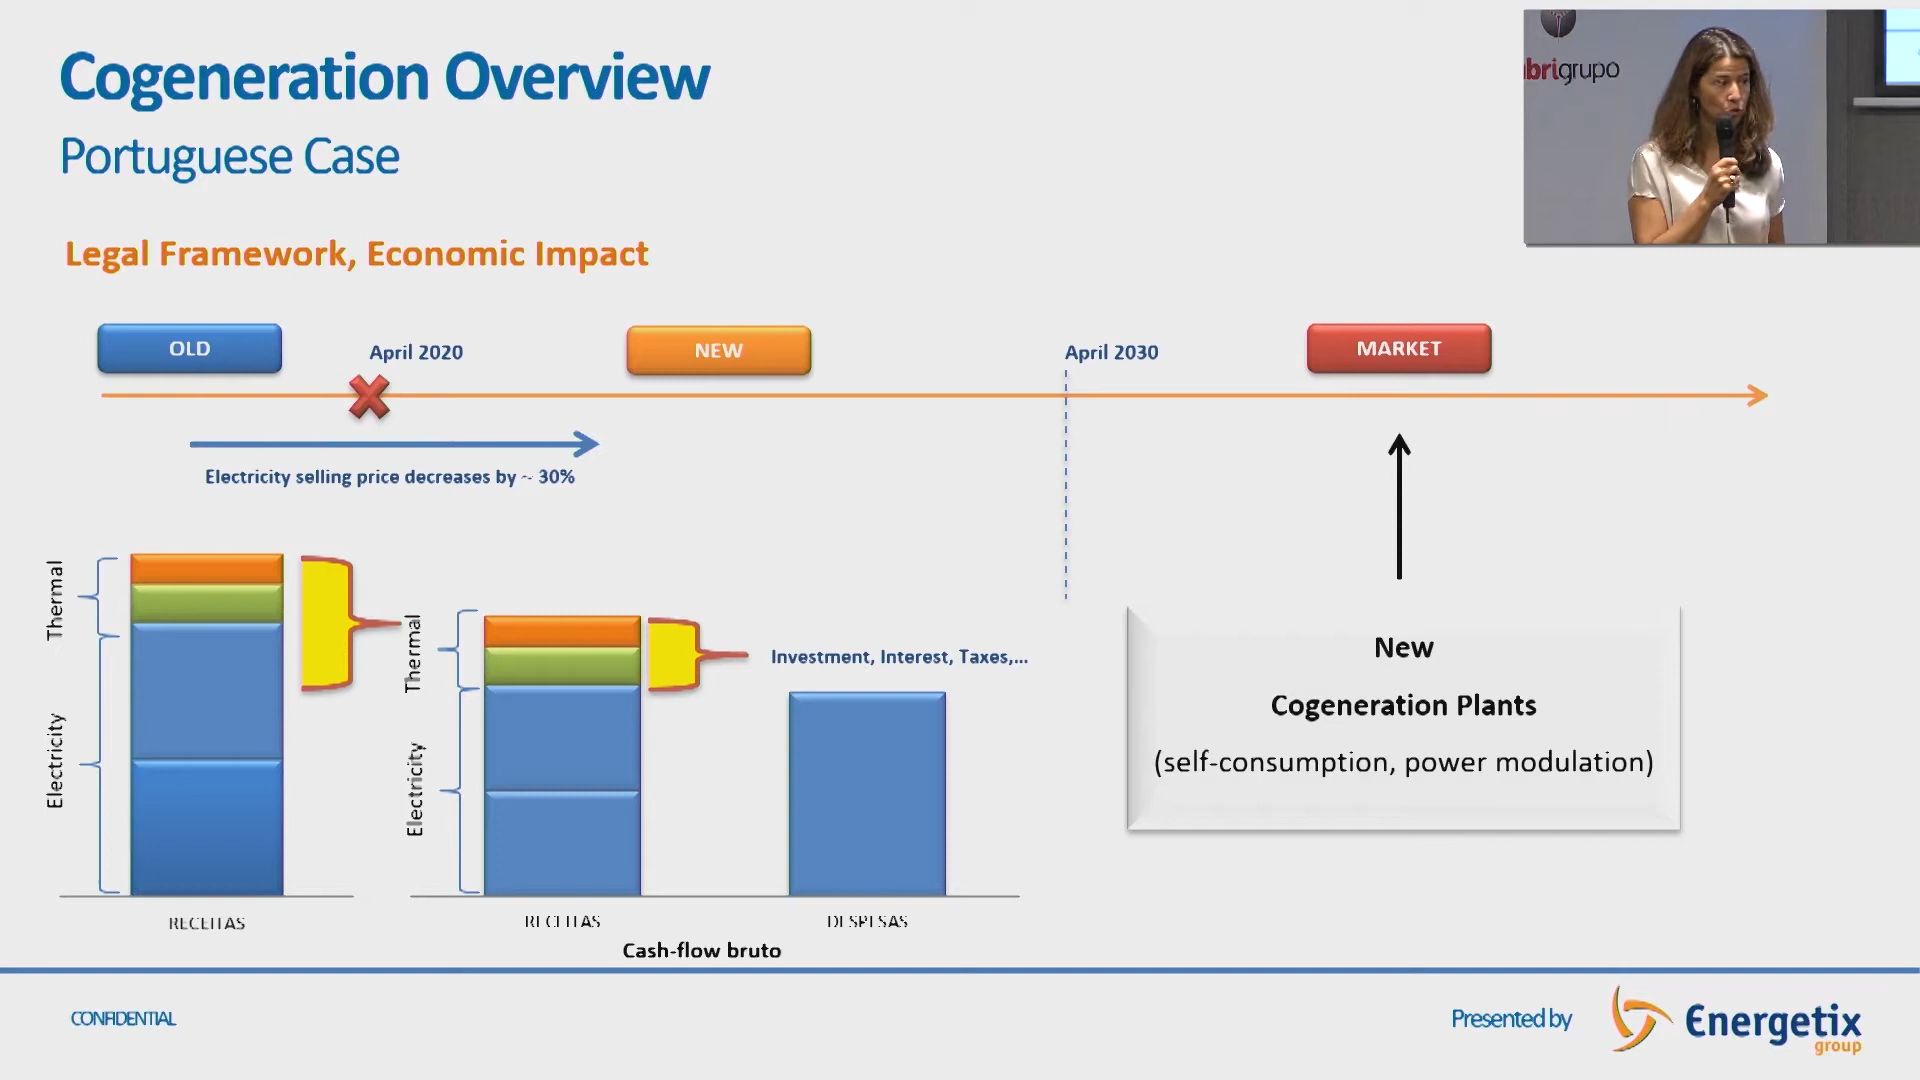 Cogeneration Overview
Portuguese Case
brigrupo
Legal Framework, Economic Impact
OLD
April 2020
NEW
April 2030
MARKET
Electricity selling price decreases by ~ 30%
Thermal
Electricity
Thermal
Electricity
Investment, Interest, Taxes,...
New
Cogeneration Plants
(self-consumption, power modulation)
RECEITAS
RECEITAS
DESPESAS
Cash-flow bruto
CONFIDENTIAL
Presented by
Energetix
group